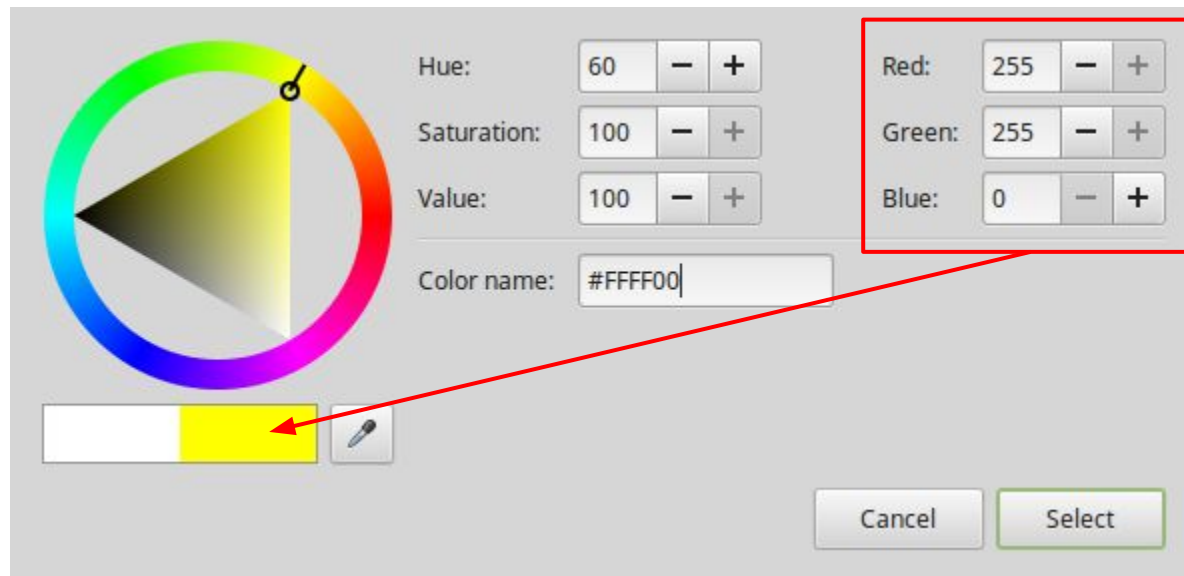 Hue: 60 − + Red: 255 − +
Saturation: 100 − + Green: 255 − +
Value: 100 − + Blue: 0 − +
Color name: #FFFF00
Cancel Select